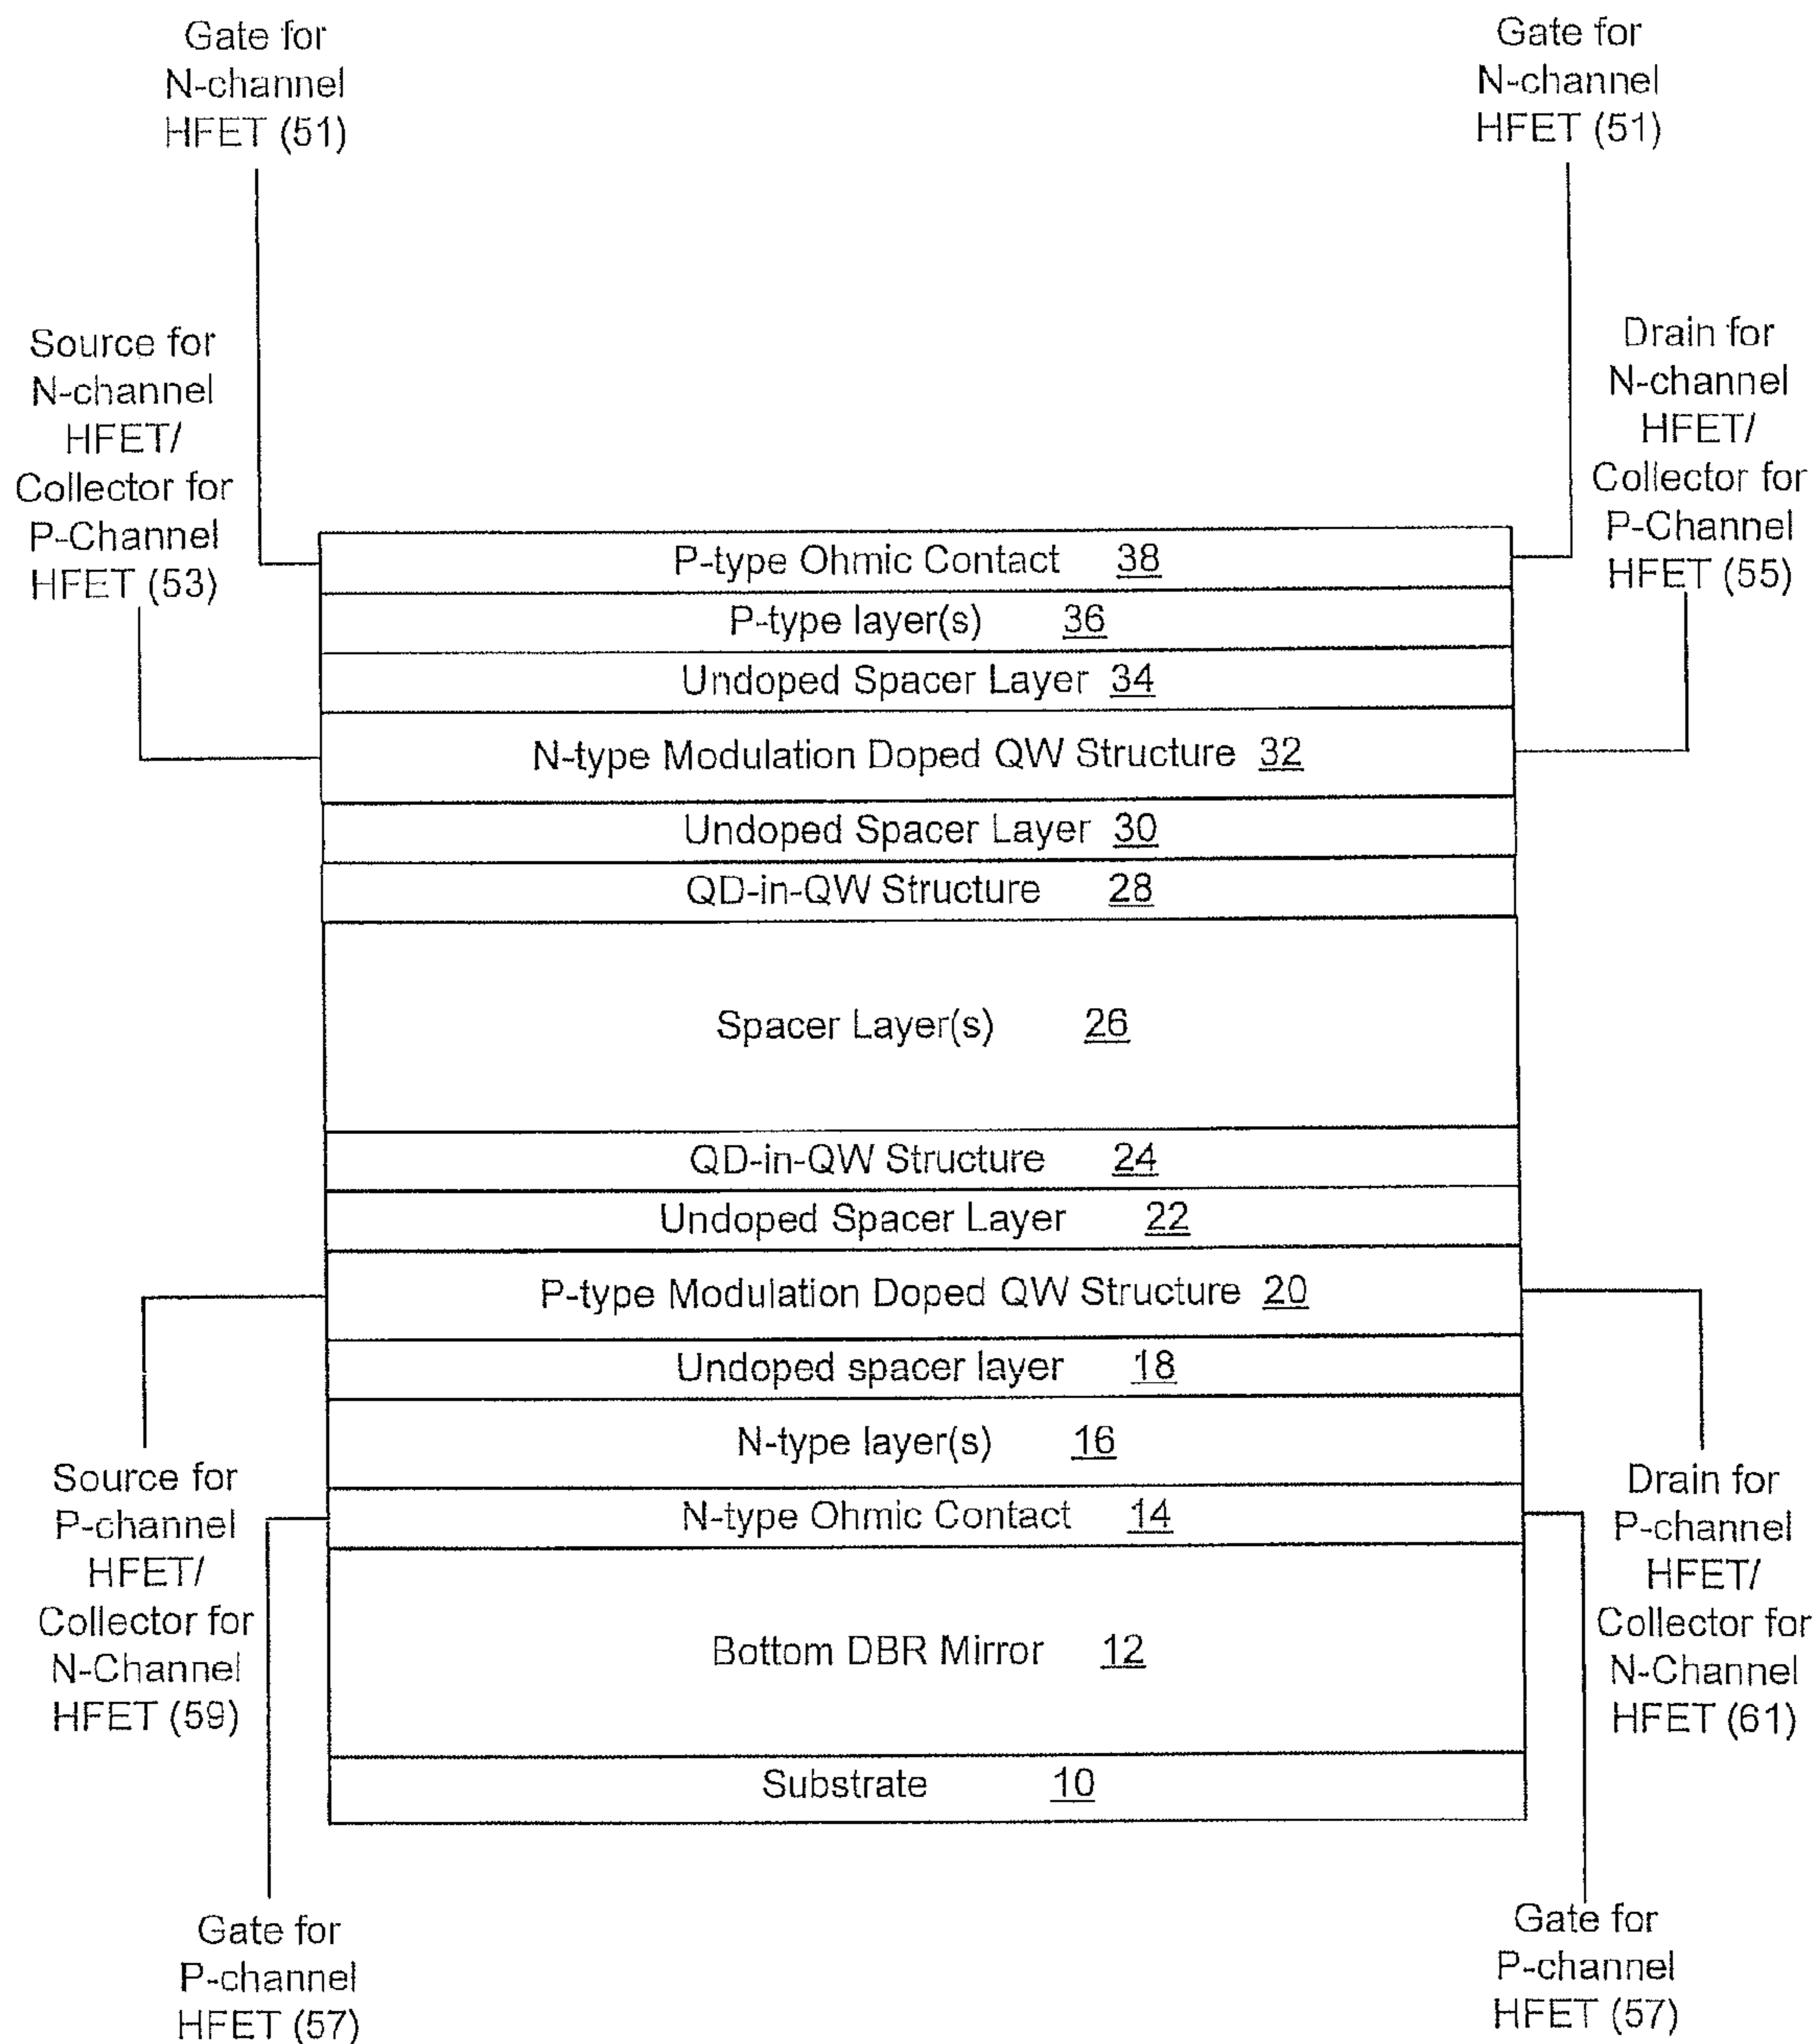 Gate for
N-channel
HFET (51)
Gate for
N-channel
HFET (51)
Source for
N-channel
HFET/
Collector for
P-Channel
HFET (53)
Drain for
N-channel
HFET/
Collector for
P-Channel
HFET (55)
P-type Ohmic Contact 38
P-type layer(s) 36
Undoped Spacer Layer 34
N-type Modulation Doped QW Structure 32
Undoped Spacer Layer 30
QD-in-QW Structure 28
Spacer Layer(s) 26
QD-in-QW Structure 24
Undoped Spacer Layer 22
P-type Modulation Doped QW Structure 20
Undoped spacer layer 18
N-type layer(s) 16
N-type Ohmic Contact 14
Bottom DBR Mirror 12
Substrate 10
Source for
P-channel
HFET/
Collector for
N-Channel
HFET (59)
Drain for
P-channel
HFET/
Collector for
N-Channel
HFET (61)
Gate for
P-channel
HFET (57)
Gate for
P-channel
HFET (57)